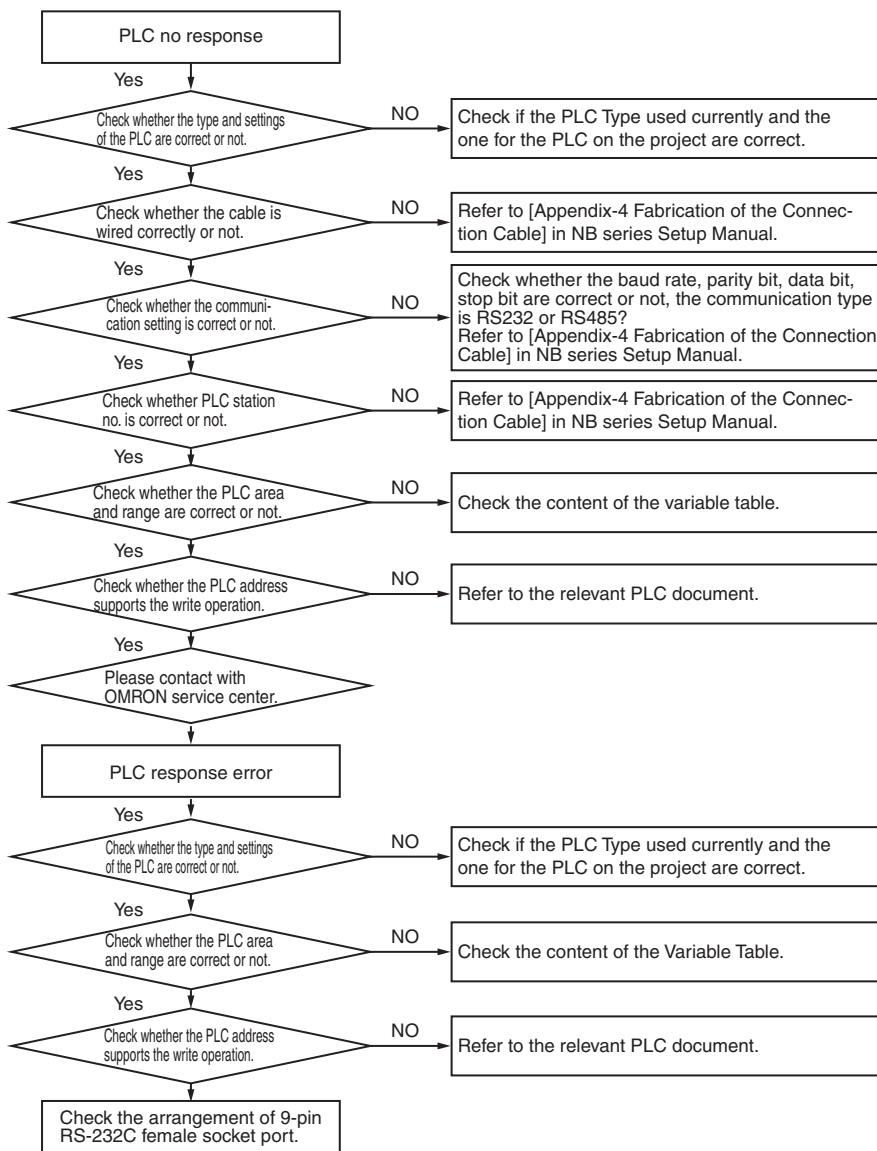 PLC no response
Yes
Check whether the type and settings
of the PLC are correct or not.
NO
Check if the PLC Type used currently and the
one for the PLC on the project are correct.
Yes
Check whether the cable is
wired correctly or not.
NO
Refer to [Appendix-4 Fabrication of the Connec-
tion Cable] in NB series Setup Manual.
Yes
Check whether the communi-
cation setting is correct or not.
NO
Check whether the baud rate, parity bit, data bit,
stop bit are correct or not, the communication type
is RS232 or RS485?
Refer to [Appendix-4 Fabrication of the Connection
Cable] in NB series Setup Manual.
Yes
Check whether PLC station
no. is correct or not.
NO
Refer to [Appendix-4 Fabrication of the Connec-
tion Cable] in NB series Setup Manual.
Yes
Check whether the PLC area
and range are correct or not.
NO
Check the content of the variable table.
Yes
Check whether the PLC address
supports the write operation.
NO
Refer to the relevant PLC document.
Yes
Please contact with
OMRON service center.
PLC response error
Yes
Check whether the type and settings
of the PLC are correct or not.
NO
Check if the PLC Type used currently and the
one for the PLC on the project are correct.
Yes
Check whether the PLC area
and range are correct or not.
NO
Check the content of the Variable Table.
Yes
Check whether the PLC address
supports the write operation.
NO
Refer to the relevant PLC document.
Yes
Check the arrangement of 9-pin
RS-232C female socket port.